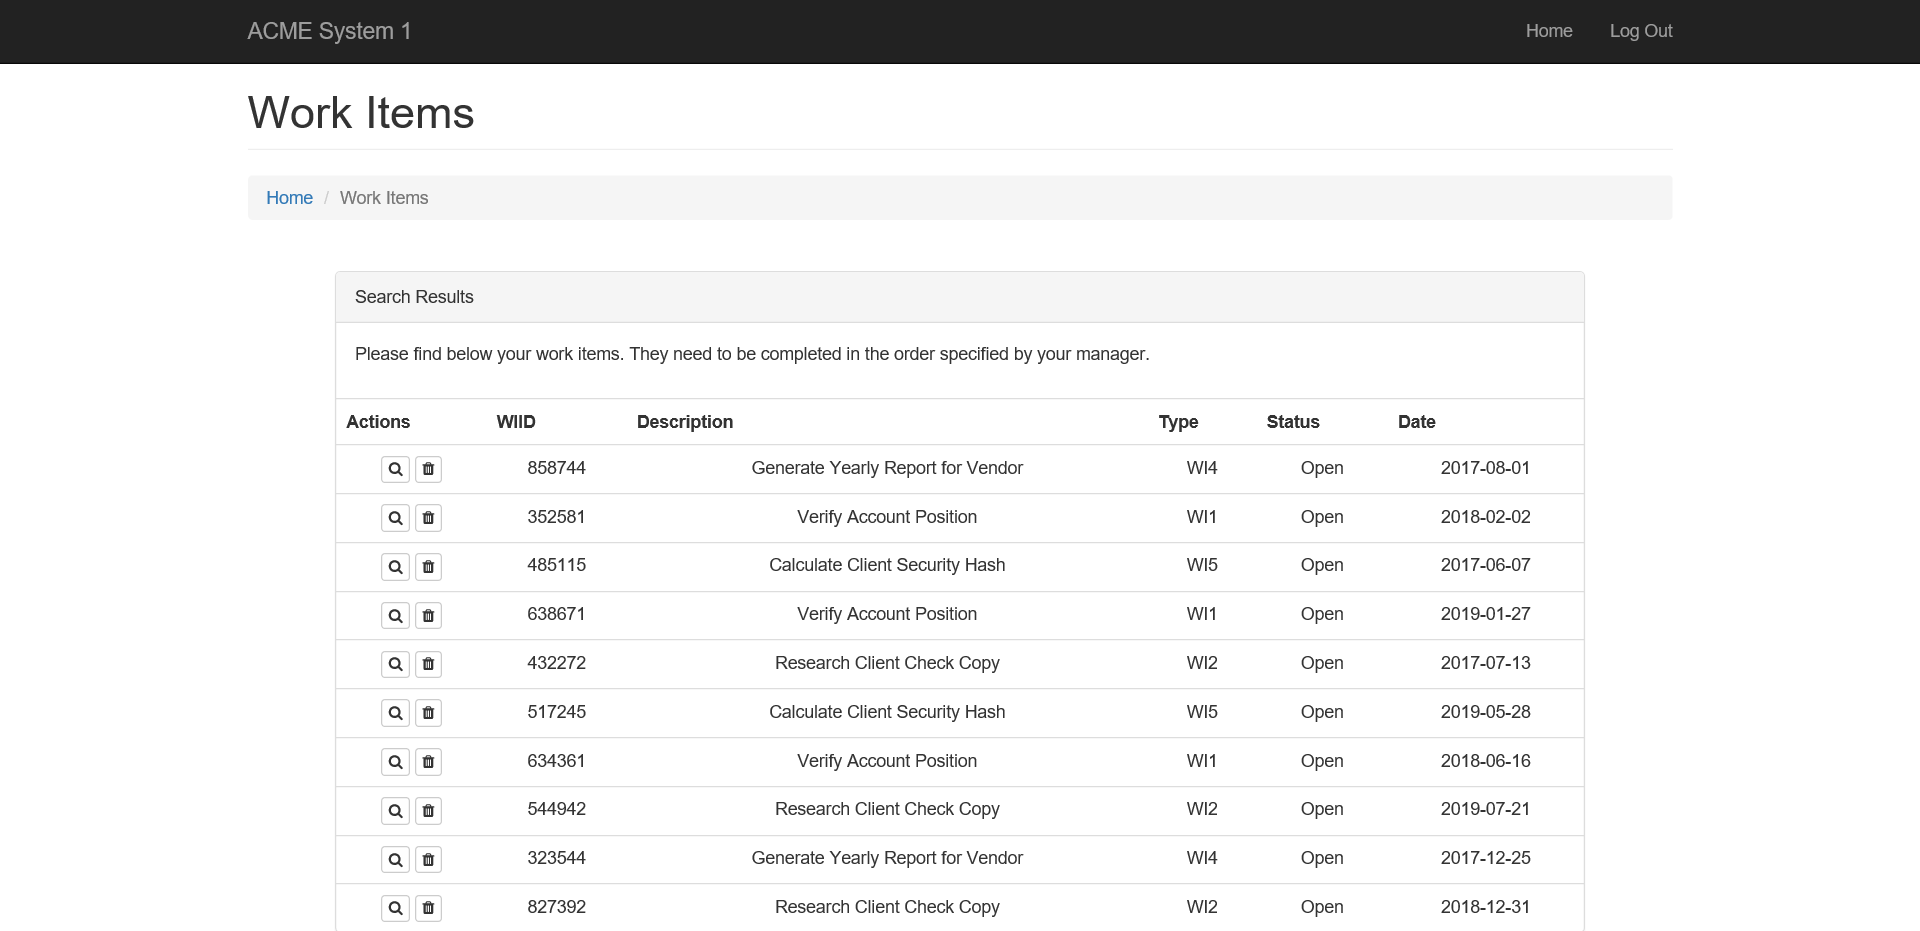 ACME System 1 Home Log Out
Work Items
Home / Work Items
Search Results
Please find below your work items. They need to be completed in the order specified by your manager.
Actions WIID Description Type Status Date
858744 Generate Yearly Report for Vendor WI4 Open 2017-08-01
352581 Verify Account Position WI1 Open 2018-02-02
485115 Calculate Client Security Hash WI5 Open 2017-06-07
638671 Verify Account Position WI1 Open 2019-01-27
432272 Research Client Check Copy WI2 Open 2017-07-13
517245 Calculate Client Security Hash WI5 Open 2019-05-28
634361 Verify Account Position WI1 Open 2018-06-16
544942 Research Client Check Copy WI2 Open 2019-07-21
323544 Generate Yearly Report for Vendor WI4 Open 2017-12-25
827392 Research Client Check Copy WI2 Open 2018-12-31